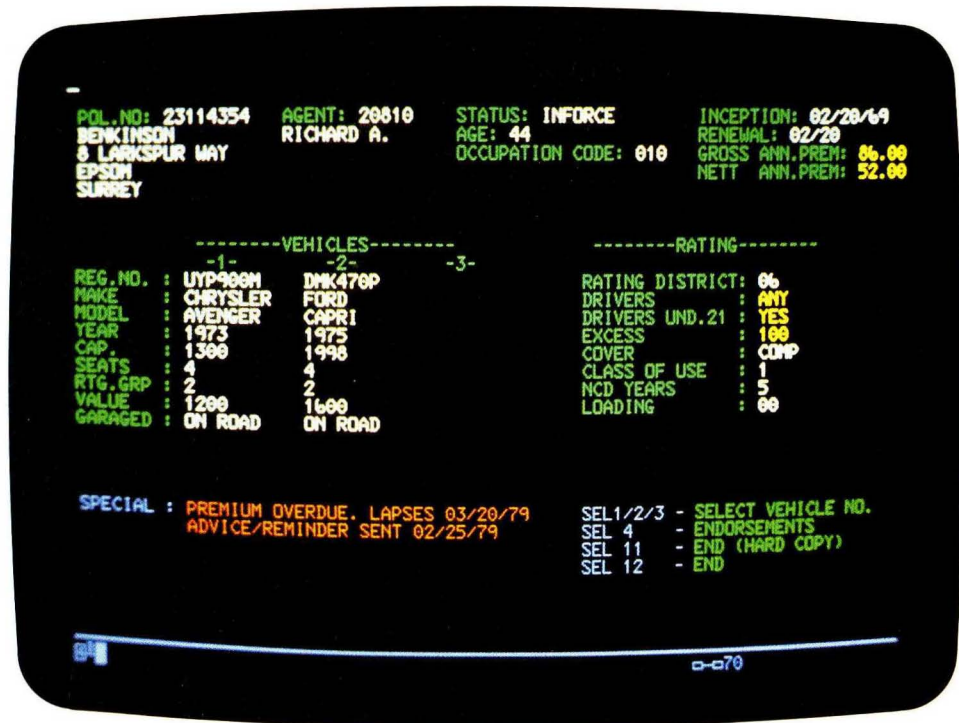 POL.NO: 23114354 AGENT: 20810 STATUS: INFORCE INCEPTION: 02/20/69
BENKINSON RICHARD A. AGE: 44 RENEWAL: 02/20
8 LARKSPUR WAY OCCUPATION CODE: 010 GROSS ANN.PREM: 86.00
EPSOM NETT ANN.PREM: 52.00
SURREY
--------VEHICLES-------- --------RATING--------
-1- -2- -3-
REG.NO. : UYP900M DMK470P RATING DISTRICT: 06
MAKE : CHRYSLER FORD DRIVERS : ANY
MODEL : AVENGER CAPRI DRIVERS UND.21 : YES
YEAR : 1973 1975 EXCESS : 100
CAP. : 1300 1998 COVER : COMP
SEATS : 4 4 CLASS OF USE : 1
RTG.GRP : 2 2 NCD YEARS : 5
VALUE : 1200 1600 LOADING : 00
GARAGED : ON ROAD ON ROAD
SPECIAL : PREMIUM OVERDUE. LAPSES 03/20/79 SEL1/2/3 - SELECT VEHICLE NO.
ADVICE/REMINDER SENT 02/25/79 SEL 4 - ENDORSEMENTS
SEL 11 - END (HARD COPY)
SEL 12 - END
70